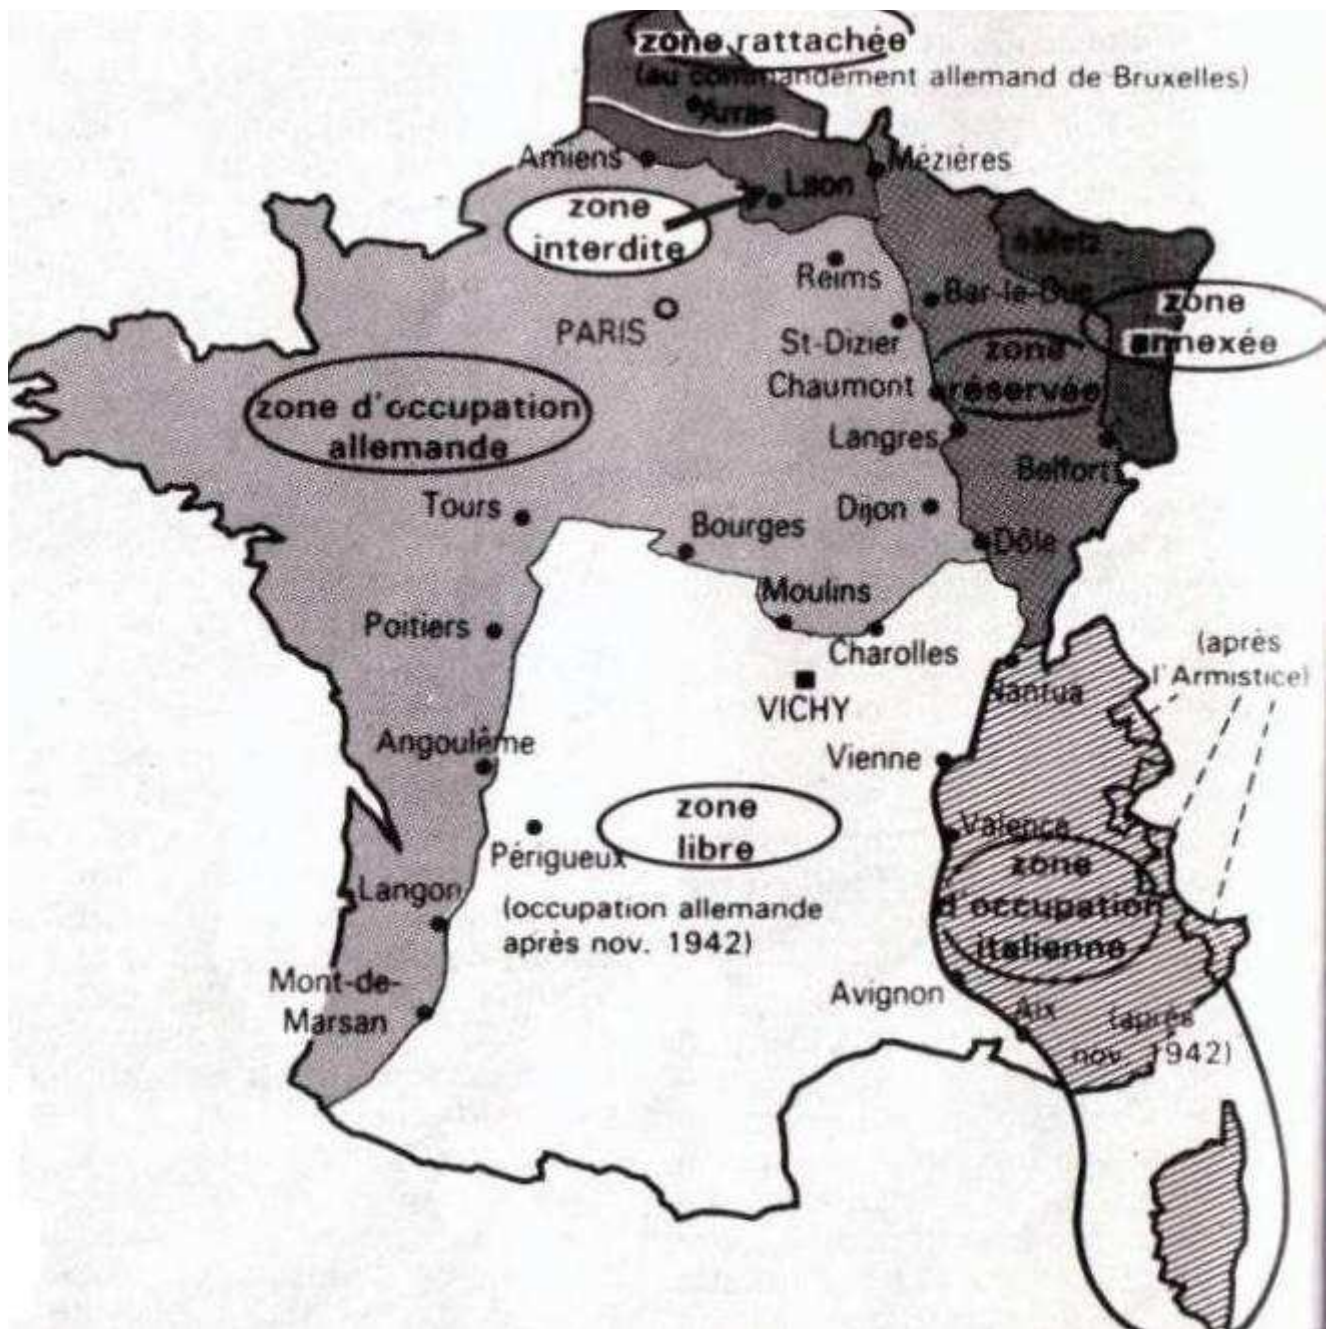 zone rattachée
(au commandement allemand de Bruxelles)
Arras
Amiens
Mézières
Laon
zone
interdite
Metz
Reims
Bar-le-Duc
zone
annexée
PARIS
St-Dizier
zone
réservée
Chaumont
zone d'occupation
allemande
Langres
Belfort
Tours
Dijon
Bourges
Dôle
Moulins
Poitiers
Charolles
(après
l'Armistice)
Nantua
VICHY
Angoulême
Vienne
zone
libre
Valence
Périgueux
zone
d'occupation
italienne
Langon
(occupation allemande
après nov. 1942)
Mont-de-
Marsan
Avignon
Aix
(après
nov. 1942)